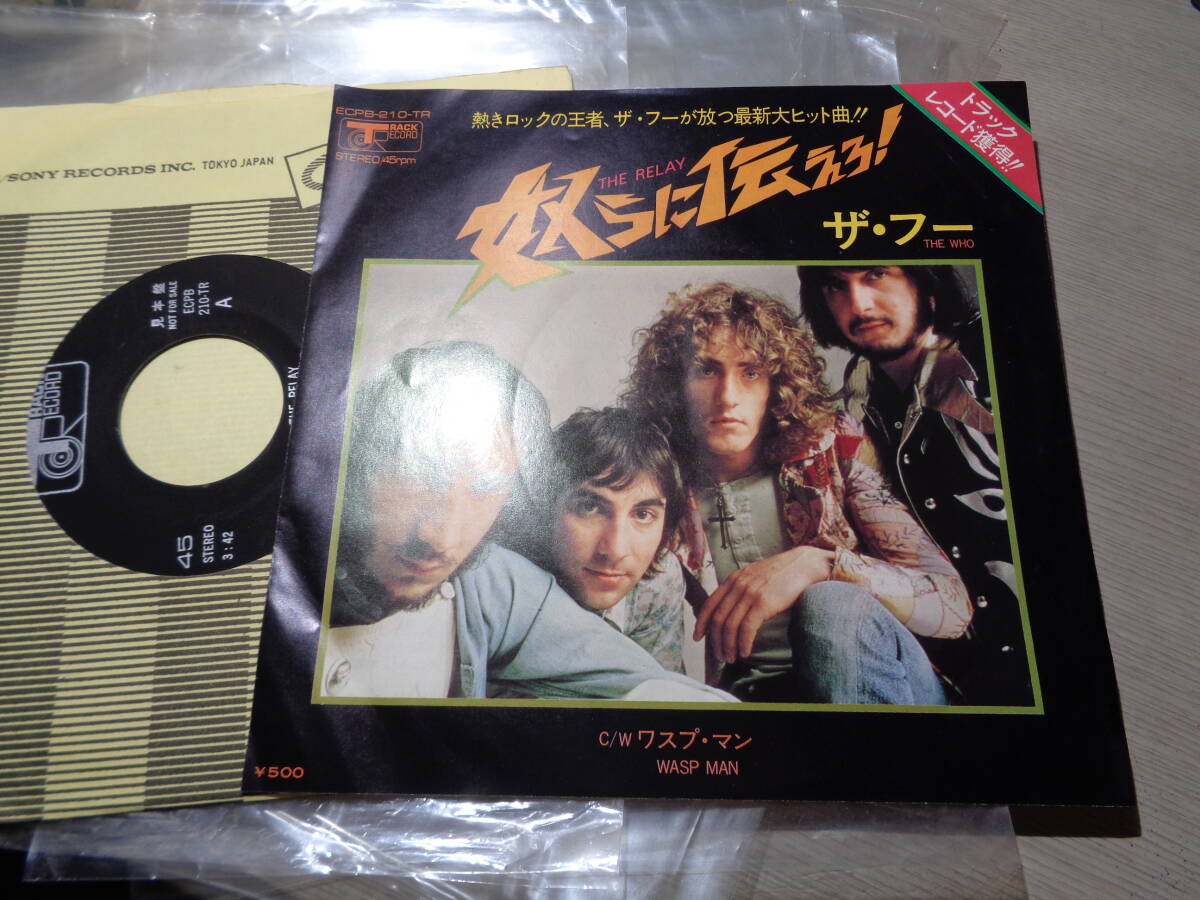 ECPB-210-TR
TRACK
RECORD
STEREO/45rpm
熱きロックの王者、ザ・フーが放つ最新大ヒット曲!!
トラック
レコード獲得!!
THE RELAY
奴らに伝えろ!
ザ・フー
THE WHO
C/W ワスプ・マン
WASP MAN
¥500
/SONY RECORDS INC. TOKYO JAPAN
見本盤
NOT FOR SALE
ECPB
210-TR
A
TRACK
RECORD
THE RELAY
45
STEREO
3:42